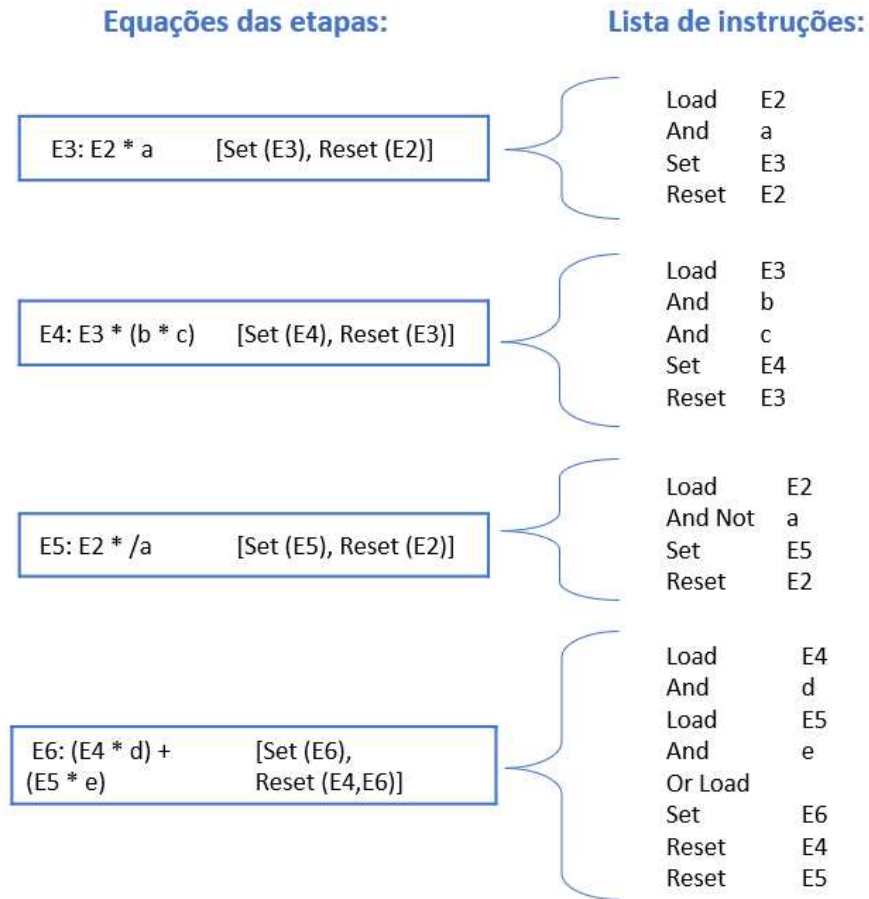 Equações das etapas:
Lista de instruções:
E3: E2 * a [Set (E3), Reset (E2)]
Load E2
And a
Set E3
Reset E2
E4: E3 * (b * c) [Set (E4), Reset (E3)]
Load E3
And b
And c
Set E4
Reset E3
E5: E2 * /a [Set (E5), Reset (E2)]
Load E2
And Not a
Set E5
Reset E2
E6: (E4 * d) + [Set (E6),
(E5 * e) Reset (E4,E6)]
Load E4
And d
Load E5
And e
Or Load
Set E6
Reset E4
Reset E5